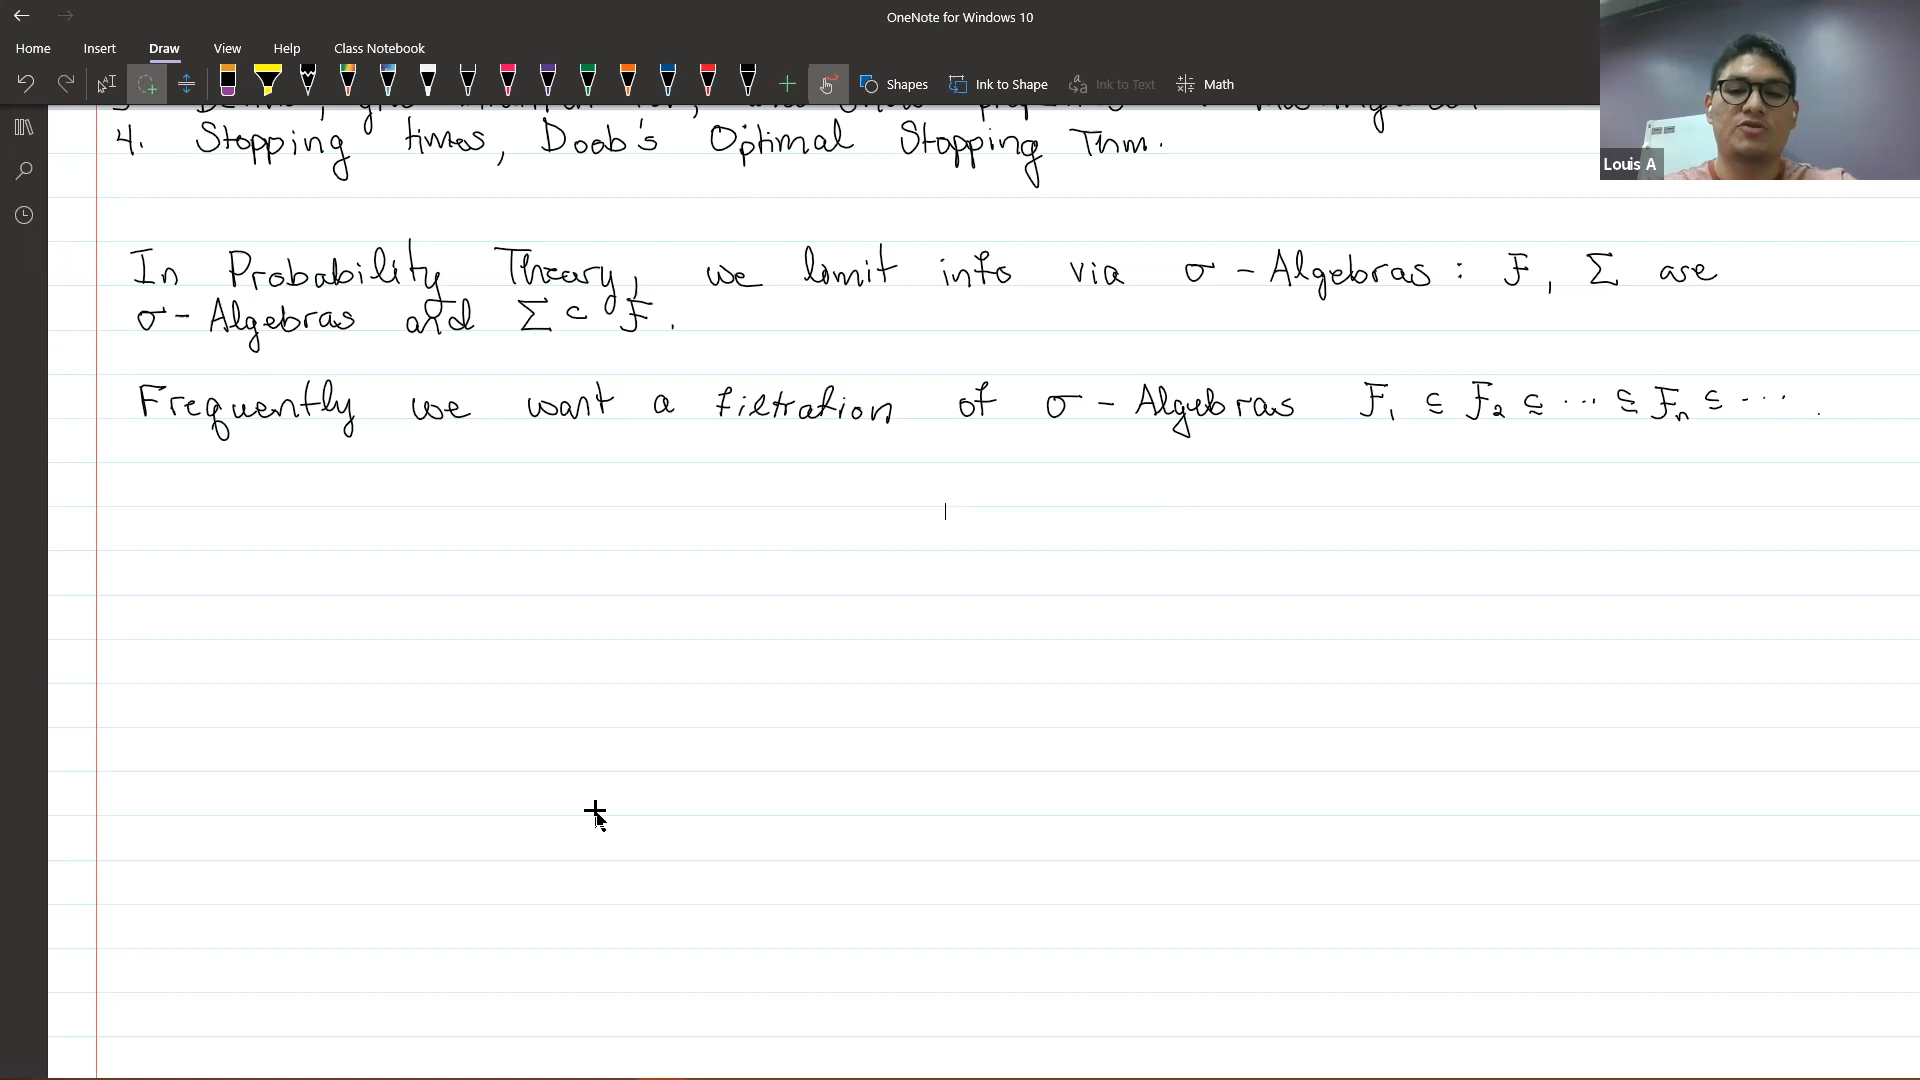 OneNote for Windows 10
Home Insert Draw View Help Class Notebook
Shapes Ink to Shape Ink to Text Math
4. Stopping times, Doob's Optimal Stopping Thm.
Louis A
In Probability Theory, we limit info via σ - Algebras : F, Σ are
σ - Algebras and Σ ⊂ F.
Frequently we want a filtration of σ - Algebras F₁ ⊆ F₂ ⊆ ... ⊆ Fₙ ⊆ ... .